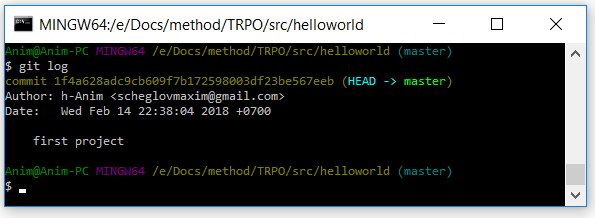 MINGW64:/e/Docs/method/TRPO/src/helloworld
Anim@Anim-PC MINGW64 /e/Docs/method/TRPO/src/helloworld (master)
$ git log
commit 1f4a628adc9cb609f7b172598003df23be567eeb (HEAD -> master)
Author: h-Anim <scheglovmaxim@gmail.com>
Date:   Wed Feb 14 22:38:04 2018 +0700
    first project
Anim@Anim-PC MINGW64 /e/Docs/method/TRPO/src/helloworld (master)
$